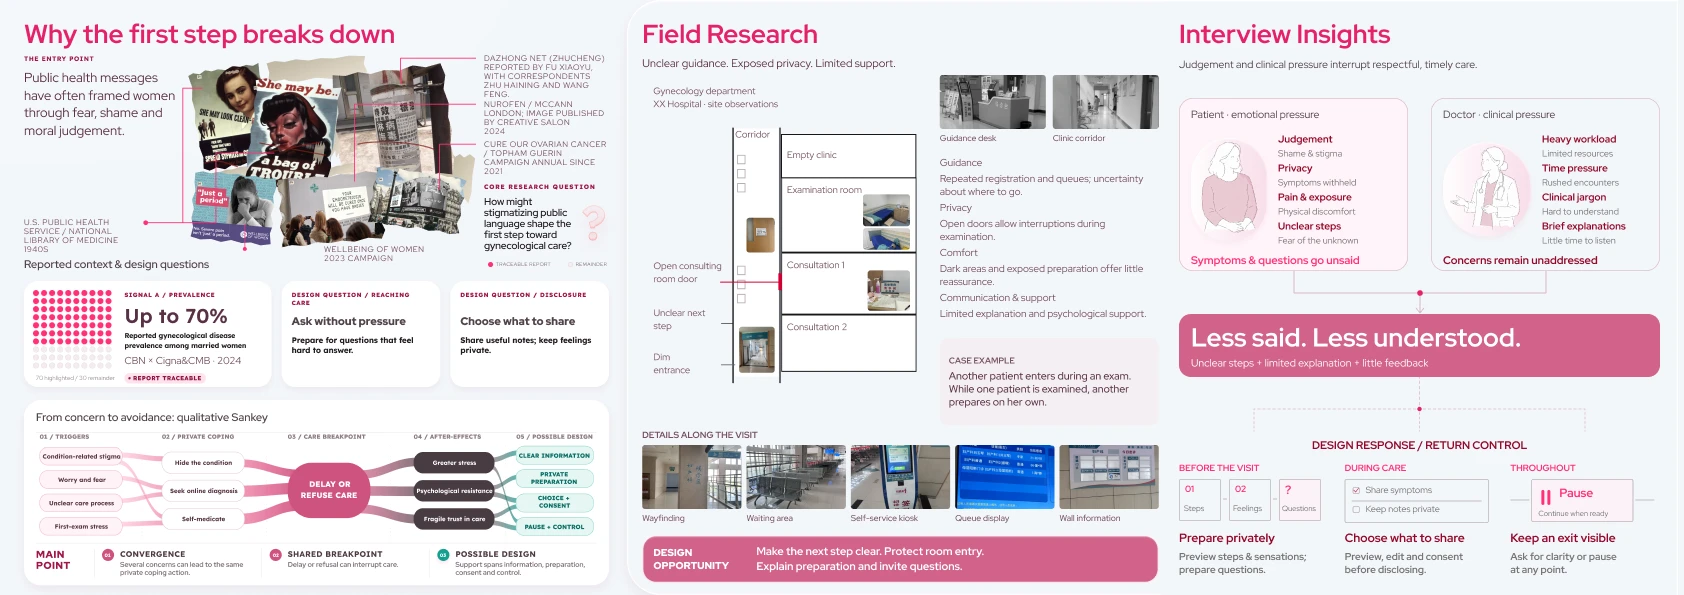 Why the first step breaks down
THE ENTRY POINT
Public health messages
have often framed women
through fear, shame and
moral judgement.
She may be..
SHE MAY LOOK CLEAN
a bag of
TROUBLE
"Just a
period"
DAZHONG NET (ZHUCHENG)
REPORTED BY FU XIAOYU,
WITH CORRESPONDENTS
ZHU HAINING AND WANG
FENG.
NUROFEN / MCCANN
LONDON; IMAGE PUBLISHED
BY CREATIVE SALON
2024
CURE OUR OVARIAN CANCER
/ TOPHAM GUERIN
CAMPAIGN ANNUAL SINCE
2021
CORE RESEARCH QUESTION
How might
stigmatizing public
language shape the
first step toward
gynecological care?
?
U.S. PUBLIC HEALTH
SERVICE / NATIONAL
LIBRARY OF MEDICINE
1940S
WELLBEING OF WOMEN
2023 CAMPAIGN
Reported context & design questions
TRACEABLE REPORT
REMAINDER
SIGNAL A / PREVALENCE
Up to 70%
Reported gynecological disease
prevalence among married women
CBN × Cigna&CMB · 2024
70 highlighted / 30 remainder
+ REPORT TRACEABLE
DESIGN QUESTION / REACHING
CARE
Ask without pressure
Prepare for questions that feel
hard to answer.
DESIGN QUESTION / DISCLOSURE
Choose what to share
Share useful notes; keep feelings
private.
From concern to avoidance: qualitative Sankey
01 / TRIGGERS
02 / PRIVATE COPING
03 / CARE BREAKPOINT
04 / AFTER-EFFECTS
05 / POSSIBLE DESIGN
Condition-related stigma
Worry and fear
Unclear care process
First-exam stress
Hide the condition
Seek online diagnosis
Self-medicate
DELAY OR
REFUSE CARE
Greater stress
Psychological resistance
Fragile trust in care
CLEAR INFORMATION
PRIVATE
PREPARATION
CHOICE +
CONSENT
PAUSE + CONTROL
MAIN
POINT
01
CONVERGENCE
Several concerns can lead to the same
private coping action.
02
SHARED BREAKPOINT
Delay or refusal can interrupt care.
03
POSSIBLE DESIGN
Support spans information, preparation,
consent and control.
Field Research
Unclear guidance. Exposed privacy. Limited support.
Gynecology department
XX Hospital · site observations
Corridor
Empty clinic
Examination room
Consultation 1
Consultation 2
Open consulting
room door
Unclear next
step
Dim
entrance
Guidance desk
Clinic corridor
Guidance
Repeated registration and queues; uncertainty
about where to go.
Privacy
Open doors allow interruptions during
examination.
Comfort
Dark areas and exposed preparation offer little
reassurance.
Communication & support
Limited explanation and psychological support.
CASE EXAMPLE
Another patient enters during an exam.
While one patient is examined, another
prepares on her own.
DETAILS ALONG THE VISIT
Wayfinding
Waiting area
Self-service kiosk
Queue display
Wall information
DESIGN
OPPORTUNITY
Make the next step clear. Protect room entry.
Explain preparation and invite questions.
Interview Insights
Judgement and clinical pressure interrupt respectful, timely care.
Patient · emotional pressure
Judgement
Shame & stigma
Privacy
Symptoms withheld
Pain & exposure
Physical discomfort
Unclear steps
Fear of the unknown
Symptoms & questions go unsaid
Doctor · clinical pressure
Heavy workload
Limited resources
Time pressure
Rushed encounters
Clinical jargon
Hard to understand
Brief explanations
Little time to listen
Concerns remain unaddressed
Less said. Less understood.
Unclear steps + limited explanation + little feedback
DESIGN RESPONSE / RETURN CONTROL
BEFORE THE VISIT
01
Steps
02
Feelings
?
Questions
Prepare privately
Preview steps & sensations;
prepare questions.
DURING CARE
Share symptoms
Keep notes private
Choose what to share
Preview, edit and consent
before disclosing.
THROUGHOUT
Pause
Continue when ready
Keep an exit visible
Ask for clarity or pause
at any point.